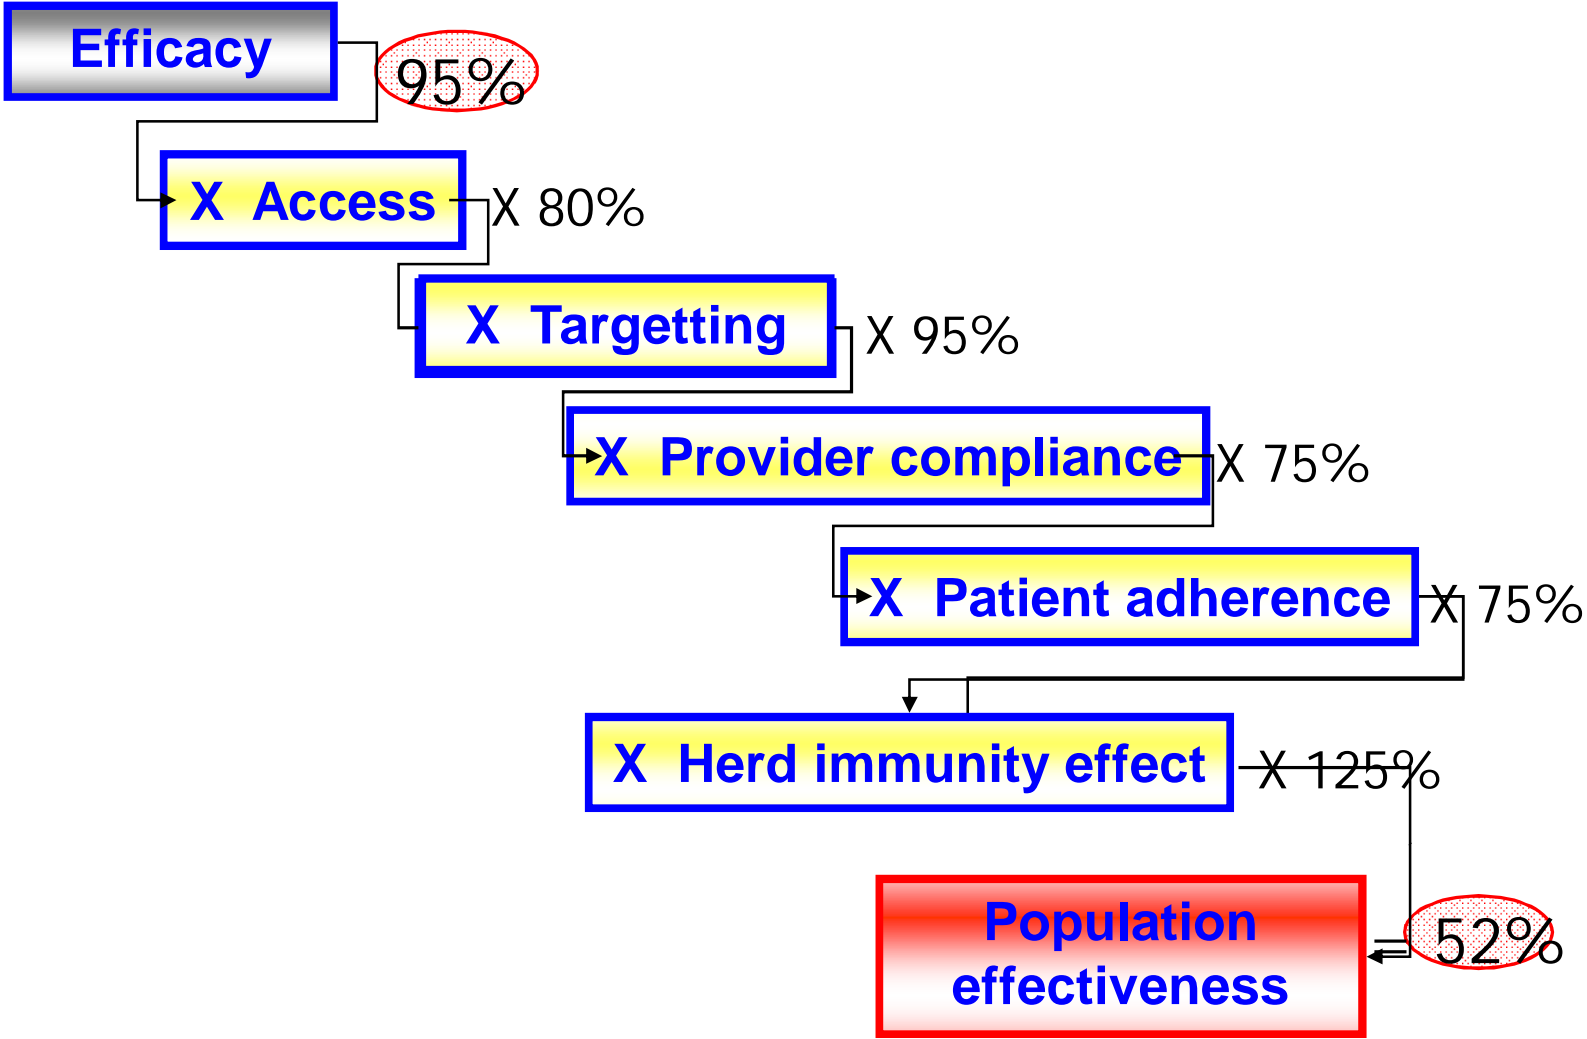 Efficacy
95%
X Access
X 80%
X Targetting
X 95%
X Provider compliance
X 75%
X Patient adherence
X 75%
X Herd immunity effect
X 125%
Population
effectiveness
52%